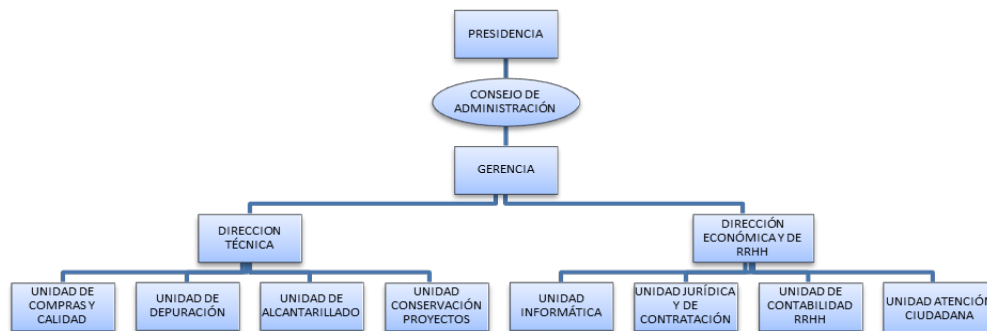 PRESIDENCIA
CONSEJO DE
ADMINISTRACIÓN
GERENCIA
DIRECCION
TÉCNICA
DIRECCIÓN
ECONÓMICA Y DE
RRHH
UNIDAD DE
COMPRAS Y
CALIDAD
UNIDAD DE
DEPURACIÓN
UNIDAD DE
ALCANTARILLADO
UNIDAD
CONSERVACIÓN
PROYECTOS
UNIDAD
INFORMÁTICA
UNIDAD JURÍDICA
Y DE
CONTRATACIÓN
UNIDAD DE
CONTABILIDAD
RRHH
UNIDAD ATENCIÓN
CIUDADANA